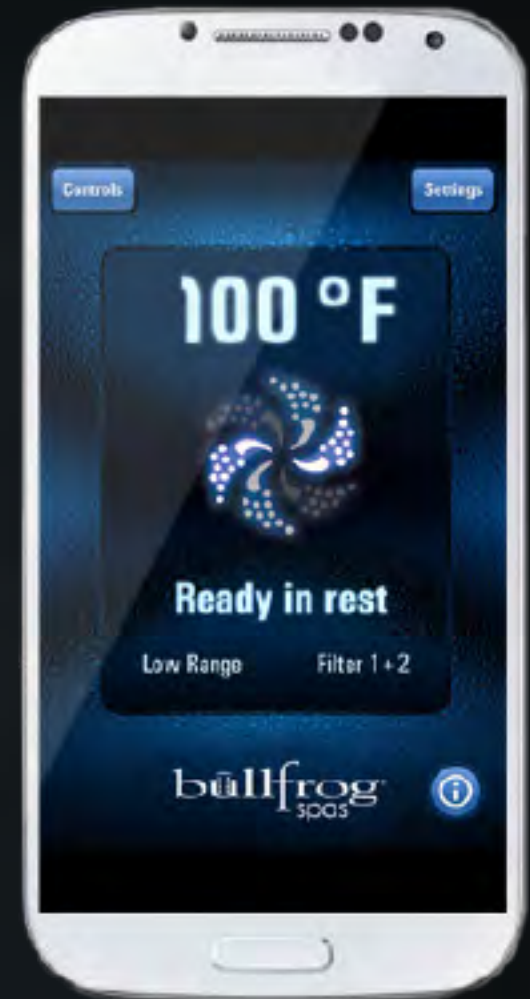 Controls
Settings
100 °F
Ready in rest
Low Range
Filter 1+2
bullfrog
spas